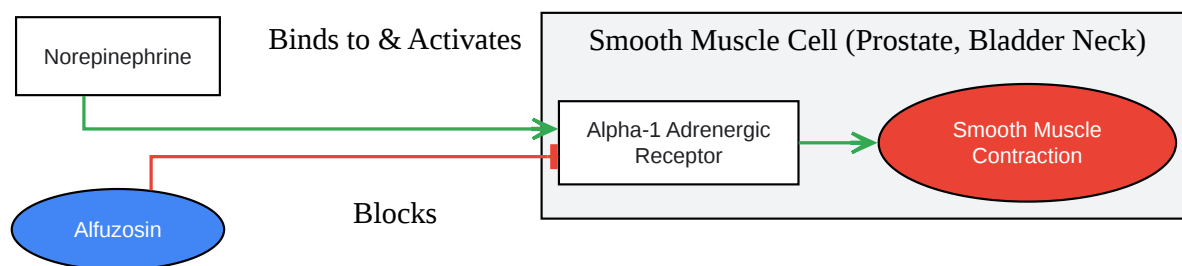 Norepinephrine
Binds to & Activates
Smooth Muscle Cell (Prostate, Bladder Neck)
Alpha-1 Adrenergic
Receptor
Smooth Muscle
Contraction
Alfuzosin
Blocks